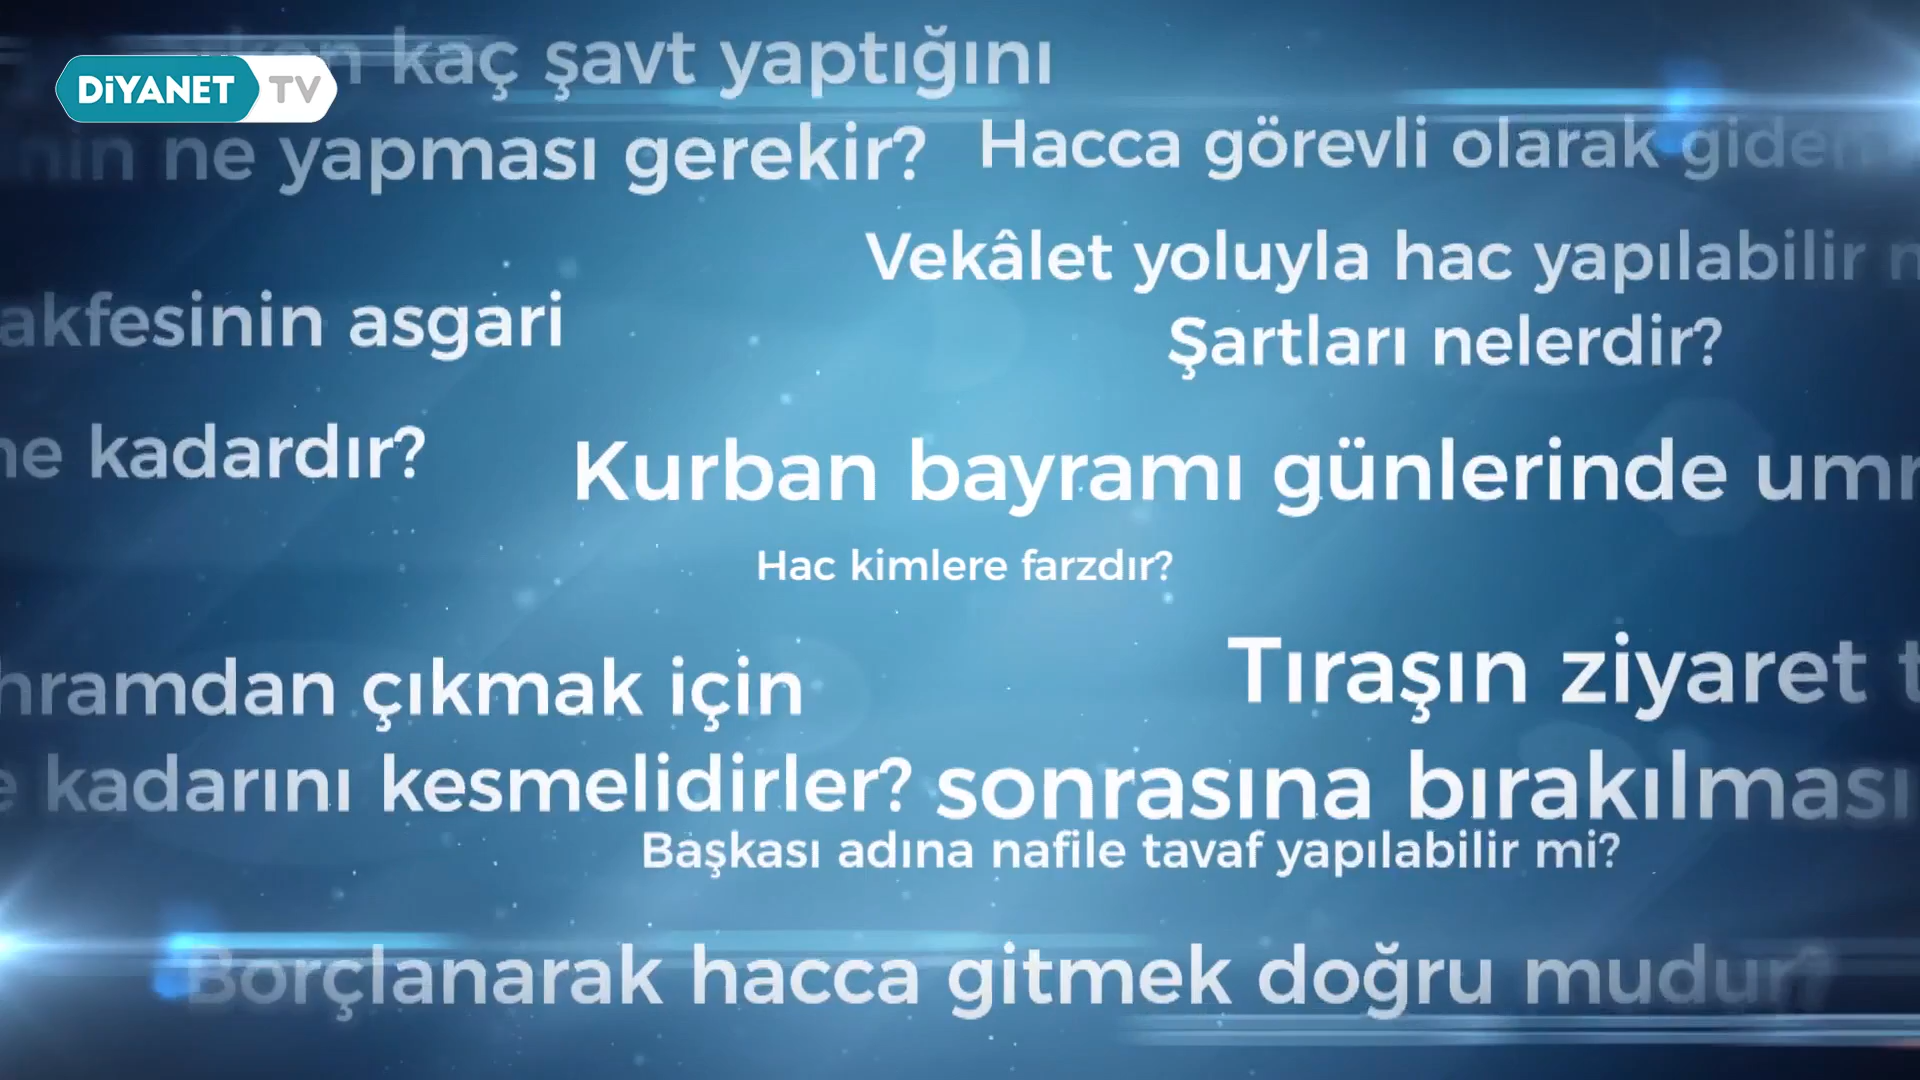 DİYANET TV
kaç şavt yaptığını
ne yapması gerekir?
Hacca görevli olarak giden
Vekâlet yoluyla hac yapılabilir
Şartları nelerdir?
asgari
ne kadardır?
Kurban bayramı günlerinde
Hac kimlere farzdır?
çıkmak için
kadarını kesmelidirler?
Tıraşın ziyaret
sonrasına bırakılması
Başkası adına nafile tavaf yapılabilir mi?
Borçlanarak hacca gitmek doğru mudur?